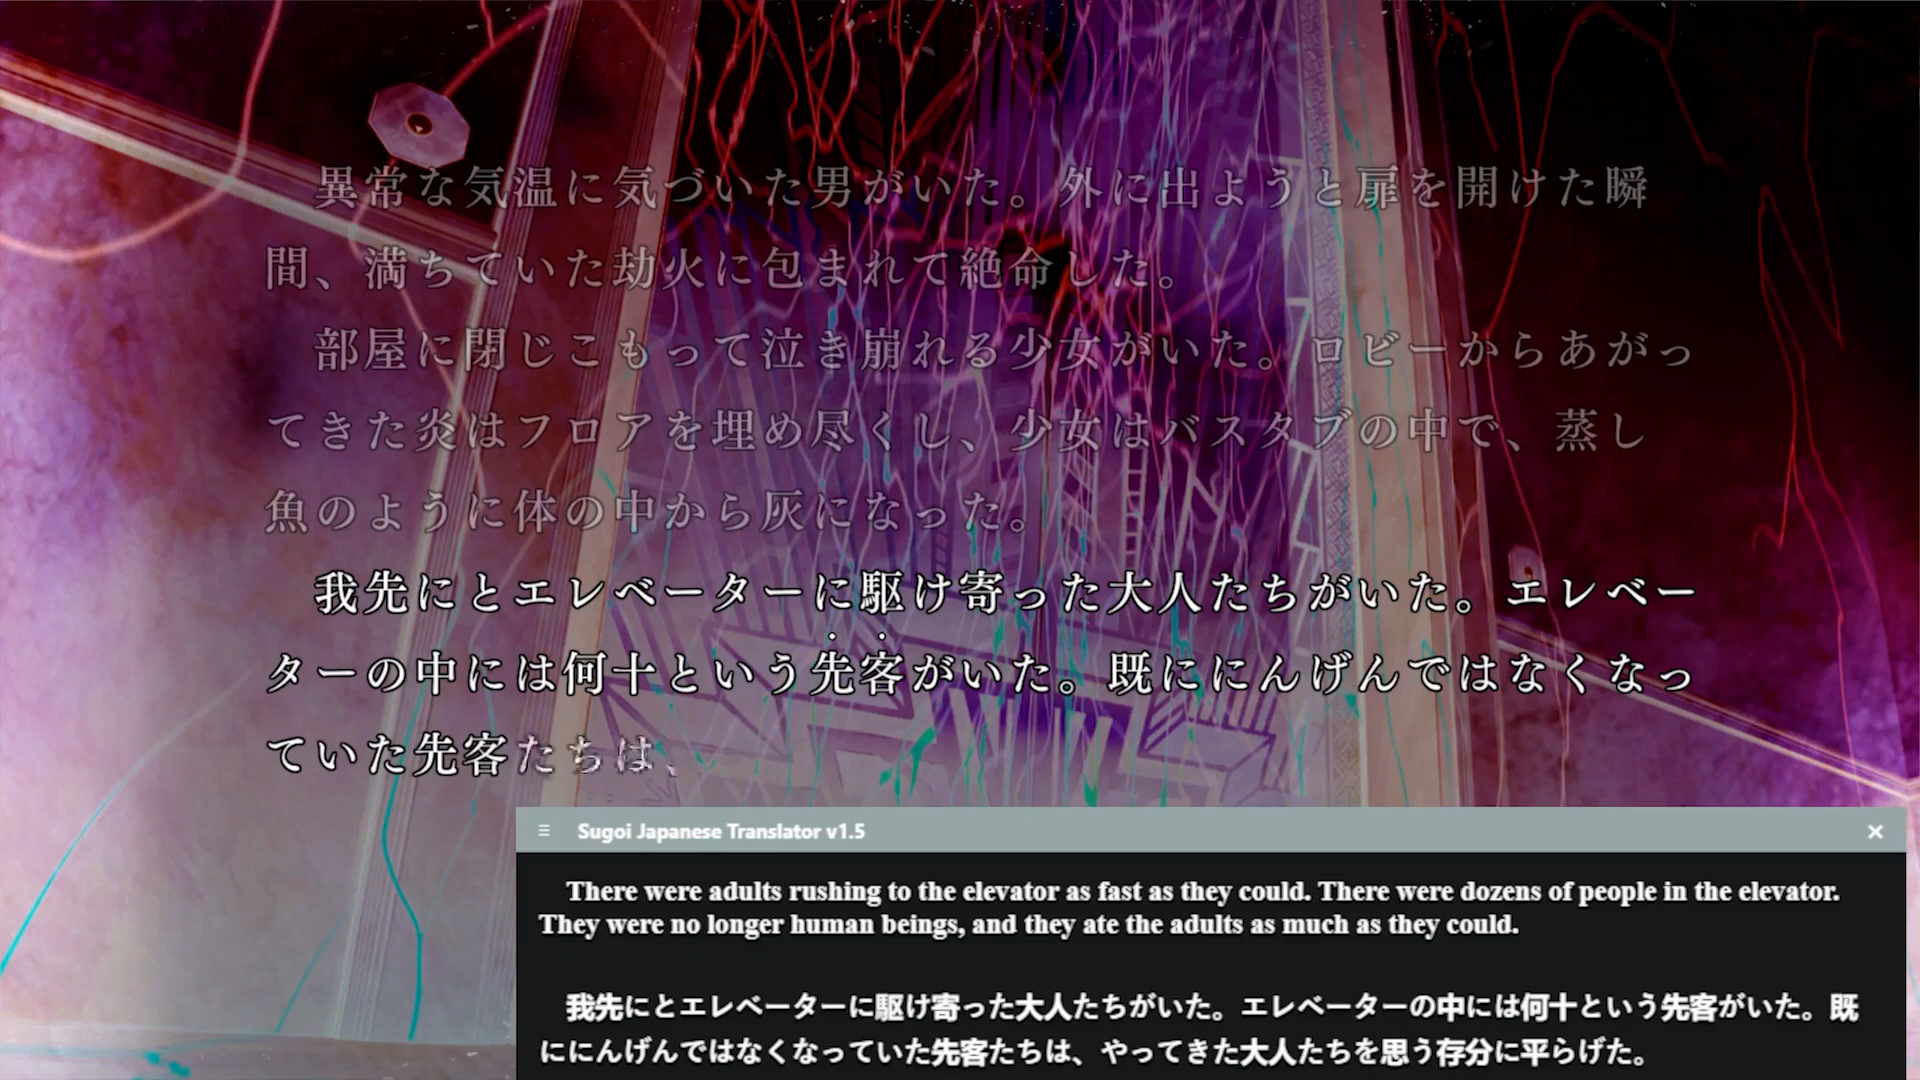 異常な気温に気づいた男がいた。外に出ようと扉を開けた瞬
間、満ちていた劫火に包まれて絶命した。
部屋に閉じこもって泣き崩れる少女がいた。ロビーからあがっ
てきた炎はフロアを埋め尽くし、少女はバスタブの中で、蒸し
魚のように体の中から灰になった。
我先にとエレベーターに駆け寄った大人たちがいた。エレベー
ターの中には何十という先客がいた。既ににんげんではなくなっ
ていた先客たちは、
Sugoi Japanese Translator v1.5
There were adults rushing to the elevator as fast as they could. There were dozens of people in the elevator.
They were no longer human beings, and they ate the adults as much as they could.
我先にとエレベーターに駆け寄った大人たちがいた。エレベーターの中には何十という先客がいた。既
ににんげんではなくなっていた先客たちは、やってきた大人たちを思う存分に平らげた。